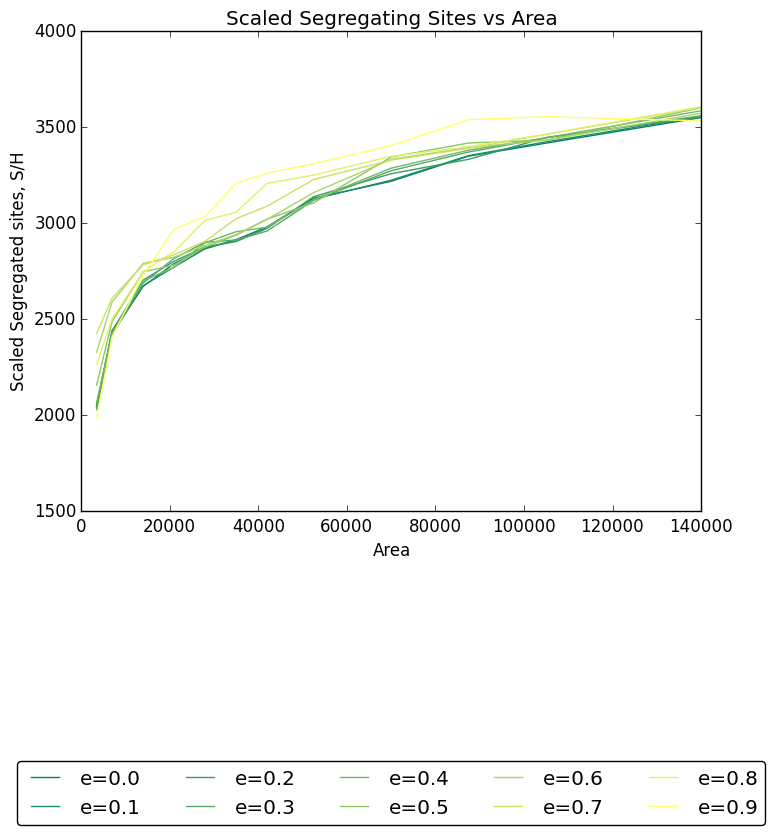 Scaled Segregating Sites vs Area
4000
3500
3000
2500
2000
1500
Scaled Segregated sites, S/H
0 20000 40000 60000 80000 100000 120000 140000
Area
e=0.0 e=0.2 e=0.4 e=0.6 e=0.8
e=0.1 e=0.3 e=0.5 e=0.7 e=0.9